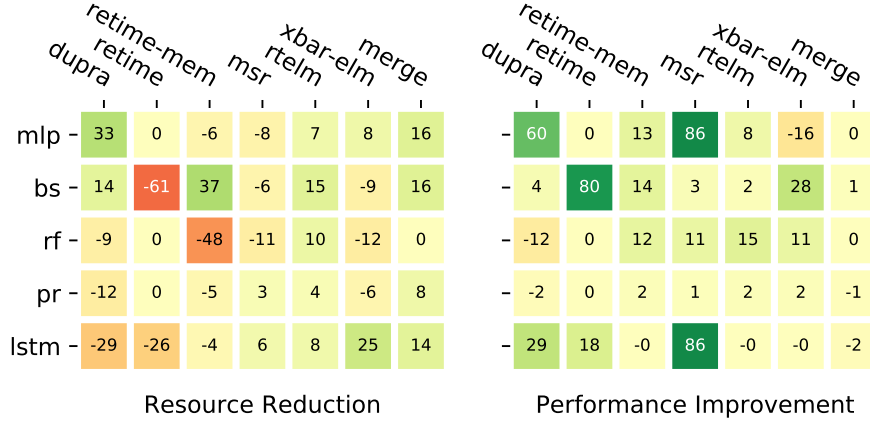 dupra retime retime-mem msr rtelm xbar-elm merge
dupra retime retime-mem msr rtelm xbar-elm merge
mlp 33 0 -6 -8 7 8 16 60 0 13 86 8 -16 0
bs 14 -61 37 -6 15 -9 16 4 80 14 3 2 28 1
rf -9 0 -48 -11 10 -12 0 -12 0 12 11 15 11 0
pr -12 0 -5 3 4 -6 8 -2 0 2 1 2 2 -1
lstm -29 -26 -4 6 8 25 14 29 18 -0 86 -0 -0 -2
Resource Reduction Performance Improvement